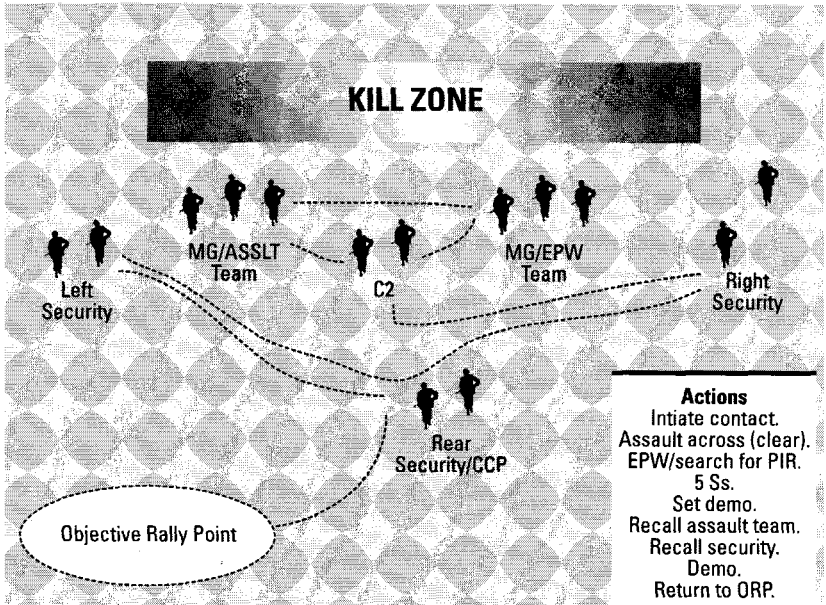 KILL ZONE
MG/ASSLT
Team
MG/EPW
Team
C2
Left
Security
Right
Security
Rear
Security/CCP
Objective Rally Point
Actions
Intiate contact.
Assault across (clear).
EPW/search for PIR.
5 Ss.
Set demo.
Recall assault team.
Recall security.
Demo.
Return to ORP.